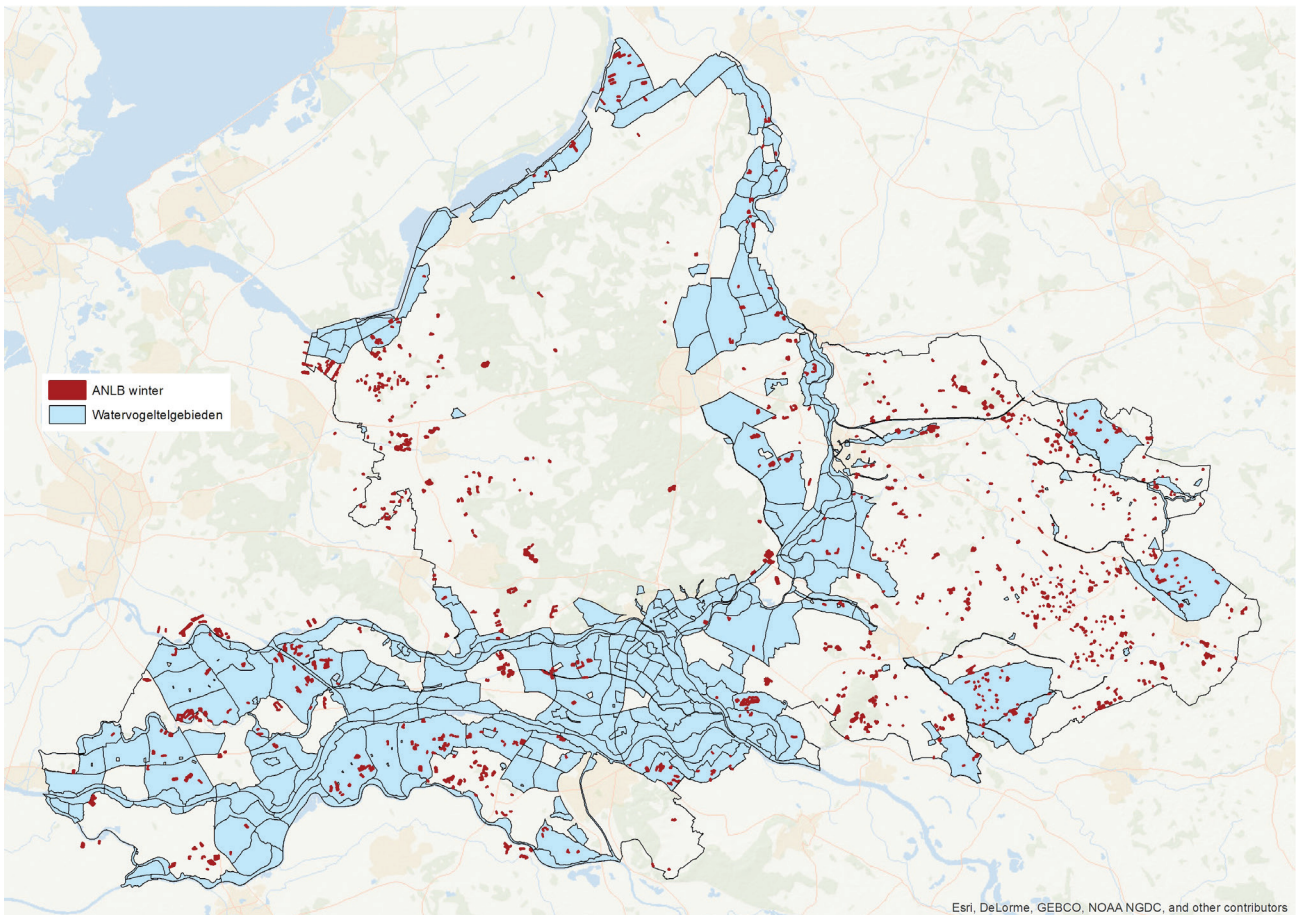 ANLB winter
Watervogeltelgebieden
Esri, DeLorme, GEBCO, NOAA NGDC, and other contributors